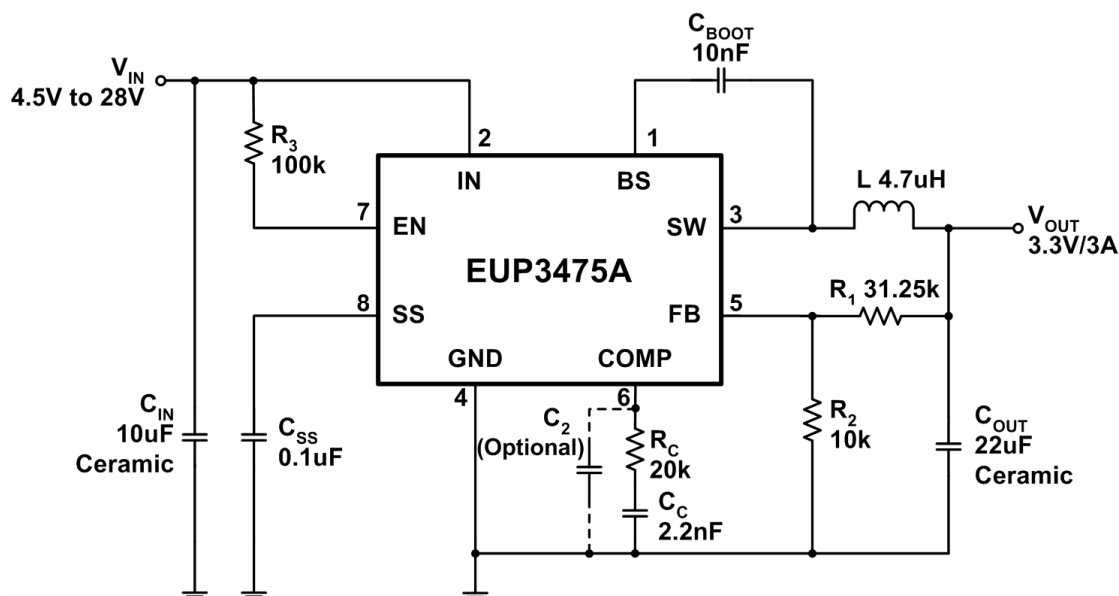 C_BOOT
10nF
V_IN
4.5V to 28V
R_3
100k
2
1
IN
BS
L 4.7uH
7
EN
SW
3
V_OUT
3.3V/3A
EUP3475A
8
SS
FB
5
R_1 31.25k
GND
COMP
4
6
C_IN
10uF
Ceramic
C_SS
0.1uF
C_2
(Optional)
R_C
20k
C_C
2.2nF
R_2
10k
C_OUT
22uF
Ceramic